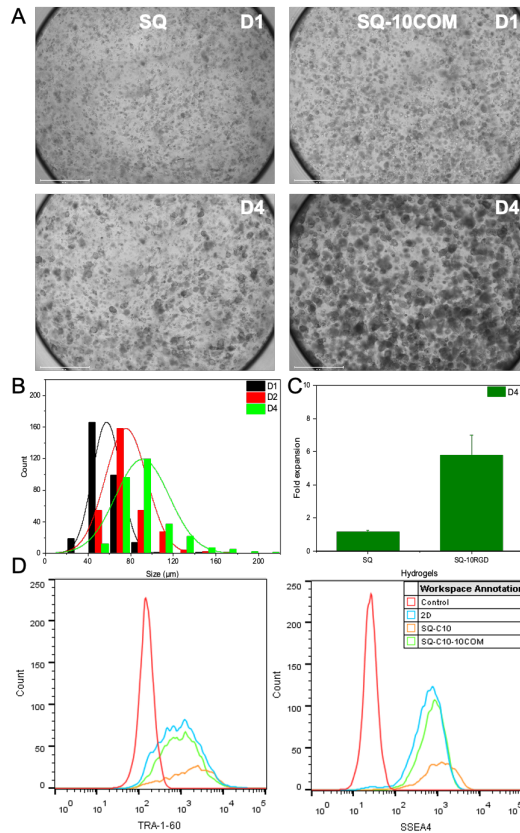 A
SQ D1
SQ-10COM D1
D4
D4
B
200
160
120
80
40
0
Count
D1
D2
D4
40 80 120 160 200
Size (µm)
C
10
8
6
4
2
0
Fold expansion
D4
SQ SQ-10RGD
Hydrogels
D
250
200
150
100
50
0
Count
10⁰ 10¹ 10² 10³ 10⁴ 10⁵
TRA-1-60
250
200
150
100
50
0
Count
Workspace Annotation
Control
2D
SQ-C10
SQ-C10-10COM
10⁰ 10¹ 10² 10³ 10⁴ 10⁵
SSEA4